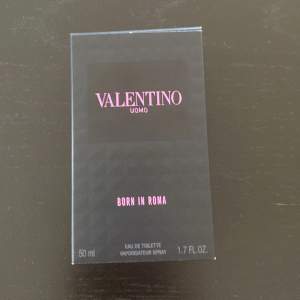 VALENTINO
UOMO
BORN IN ROMA
EAU DE TOILETTE
50 ml VAPORISATEUR SPRAY 1.7 FL. OZ.